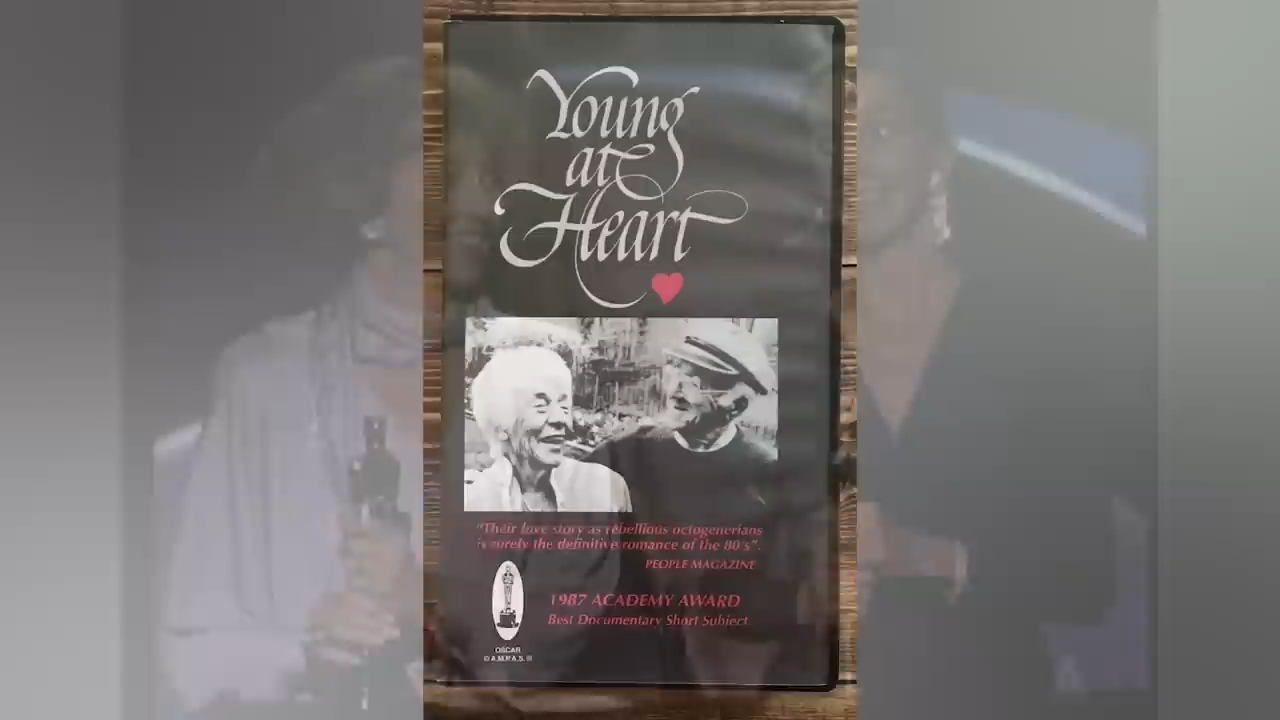 Young
at
Heart
"Their love story as rebellious octogenerians
is surely the definitive romance of the 80's".
PEOPLE MAGAZINE
1987 ACADEMY AWARD
Best Documentary Short Subject
OSCAR
© A.M.P.A.S. ®